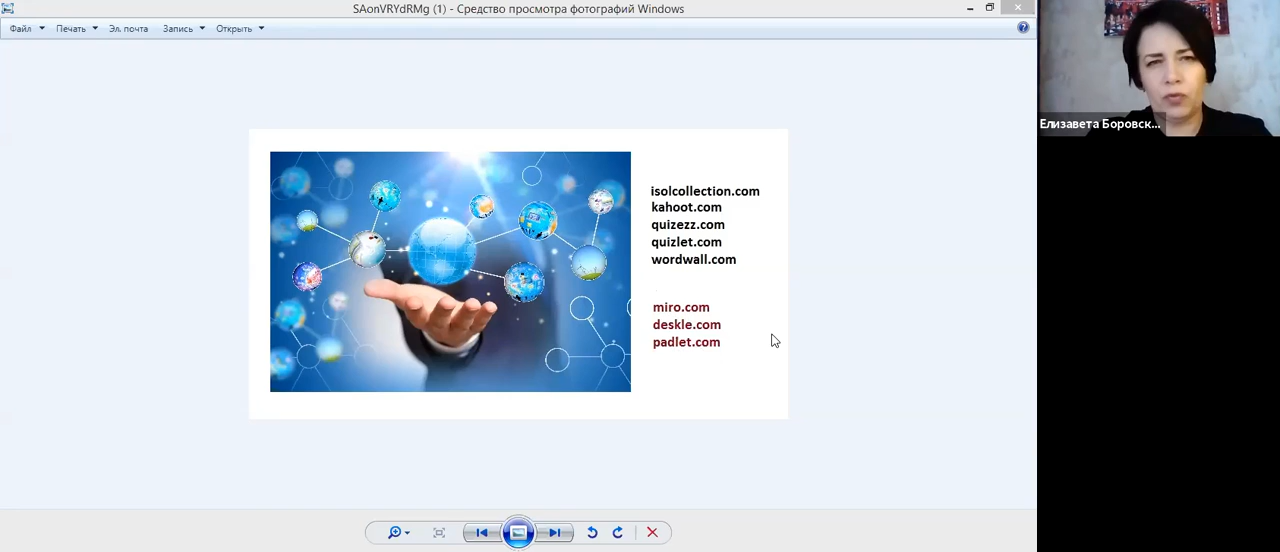 SAonVRYdRMg (1) - Средство просмотра фотографий Windows
Файл Печать Эл. почта Запись Открыть
Елизавета Боровск...
isolcollection.com
kahoot.com
quizezz.com
quizlet.com
wordwall.com
miro.com
deskle.com
padlet.com